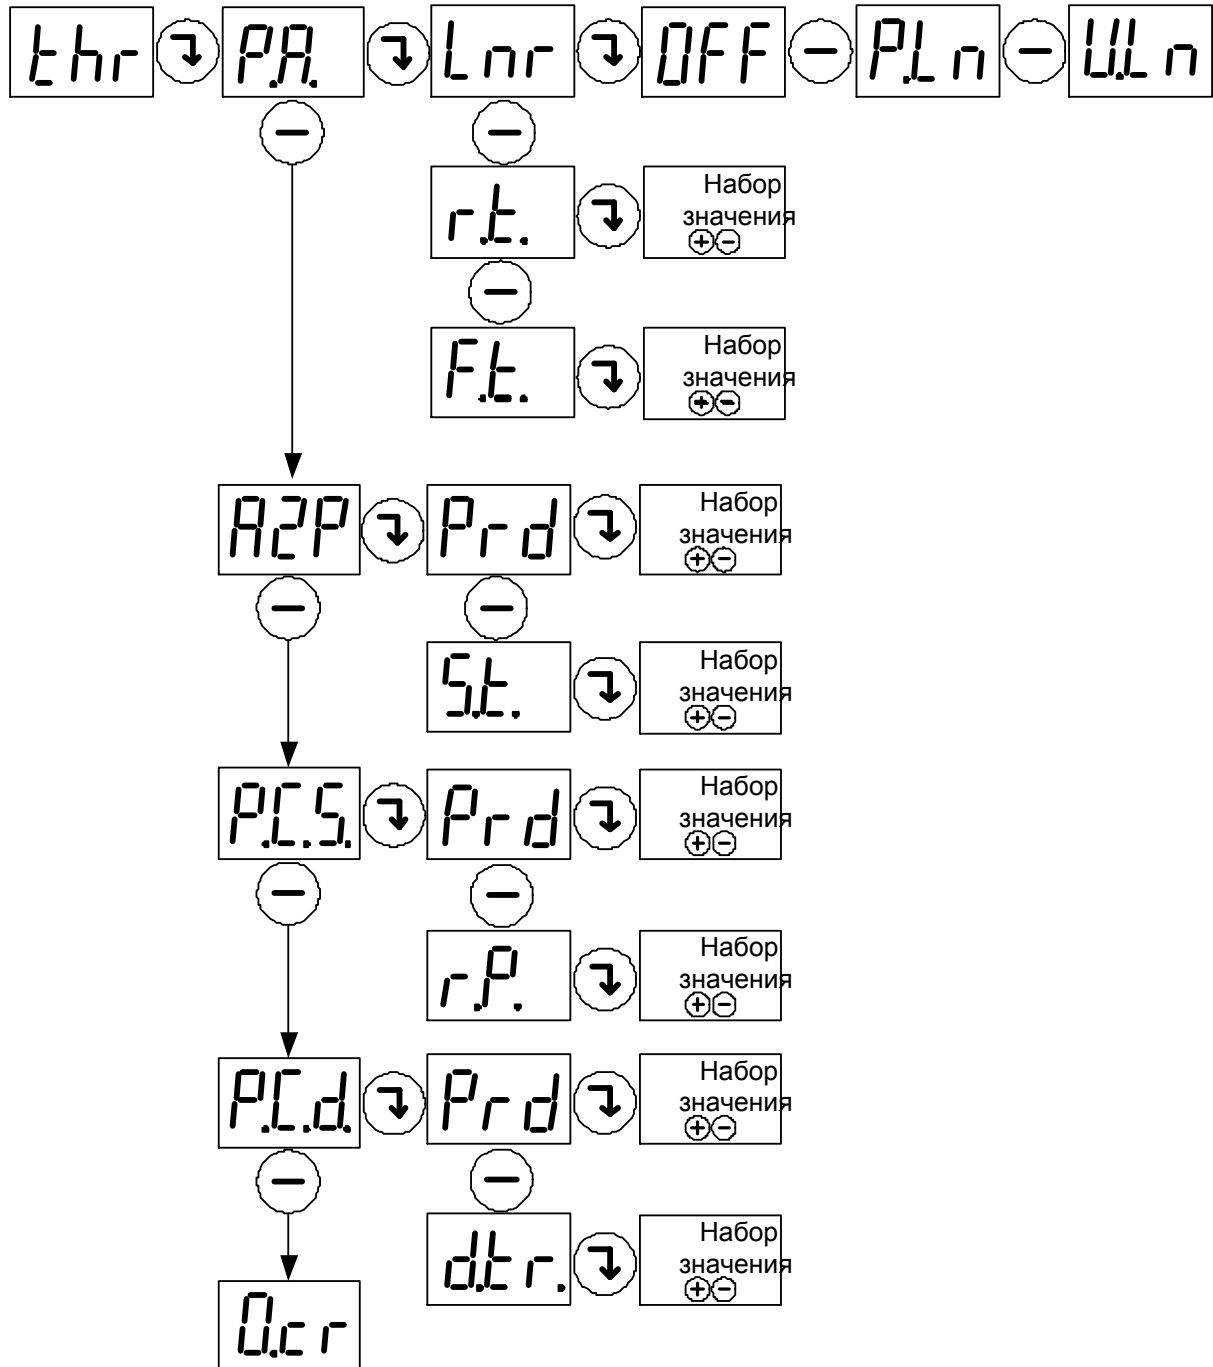 thr P.A. Lnr OFF P.Ln U.Ln
r.t. Набор
значения
F.t. Набор
значения
A2P Prd Набор
значения
S.t. Набор
значения
P.C.S. Prd Набор
значения
r.P. Набор
значения
P.C.d. Prd Набор
значения
d.tr. Набор
значения
0.cr